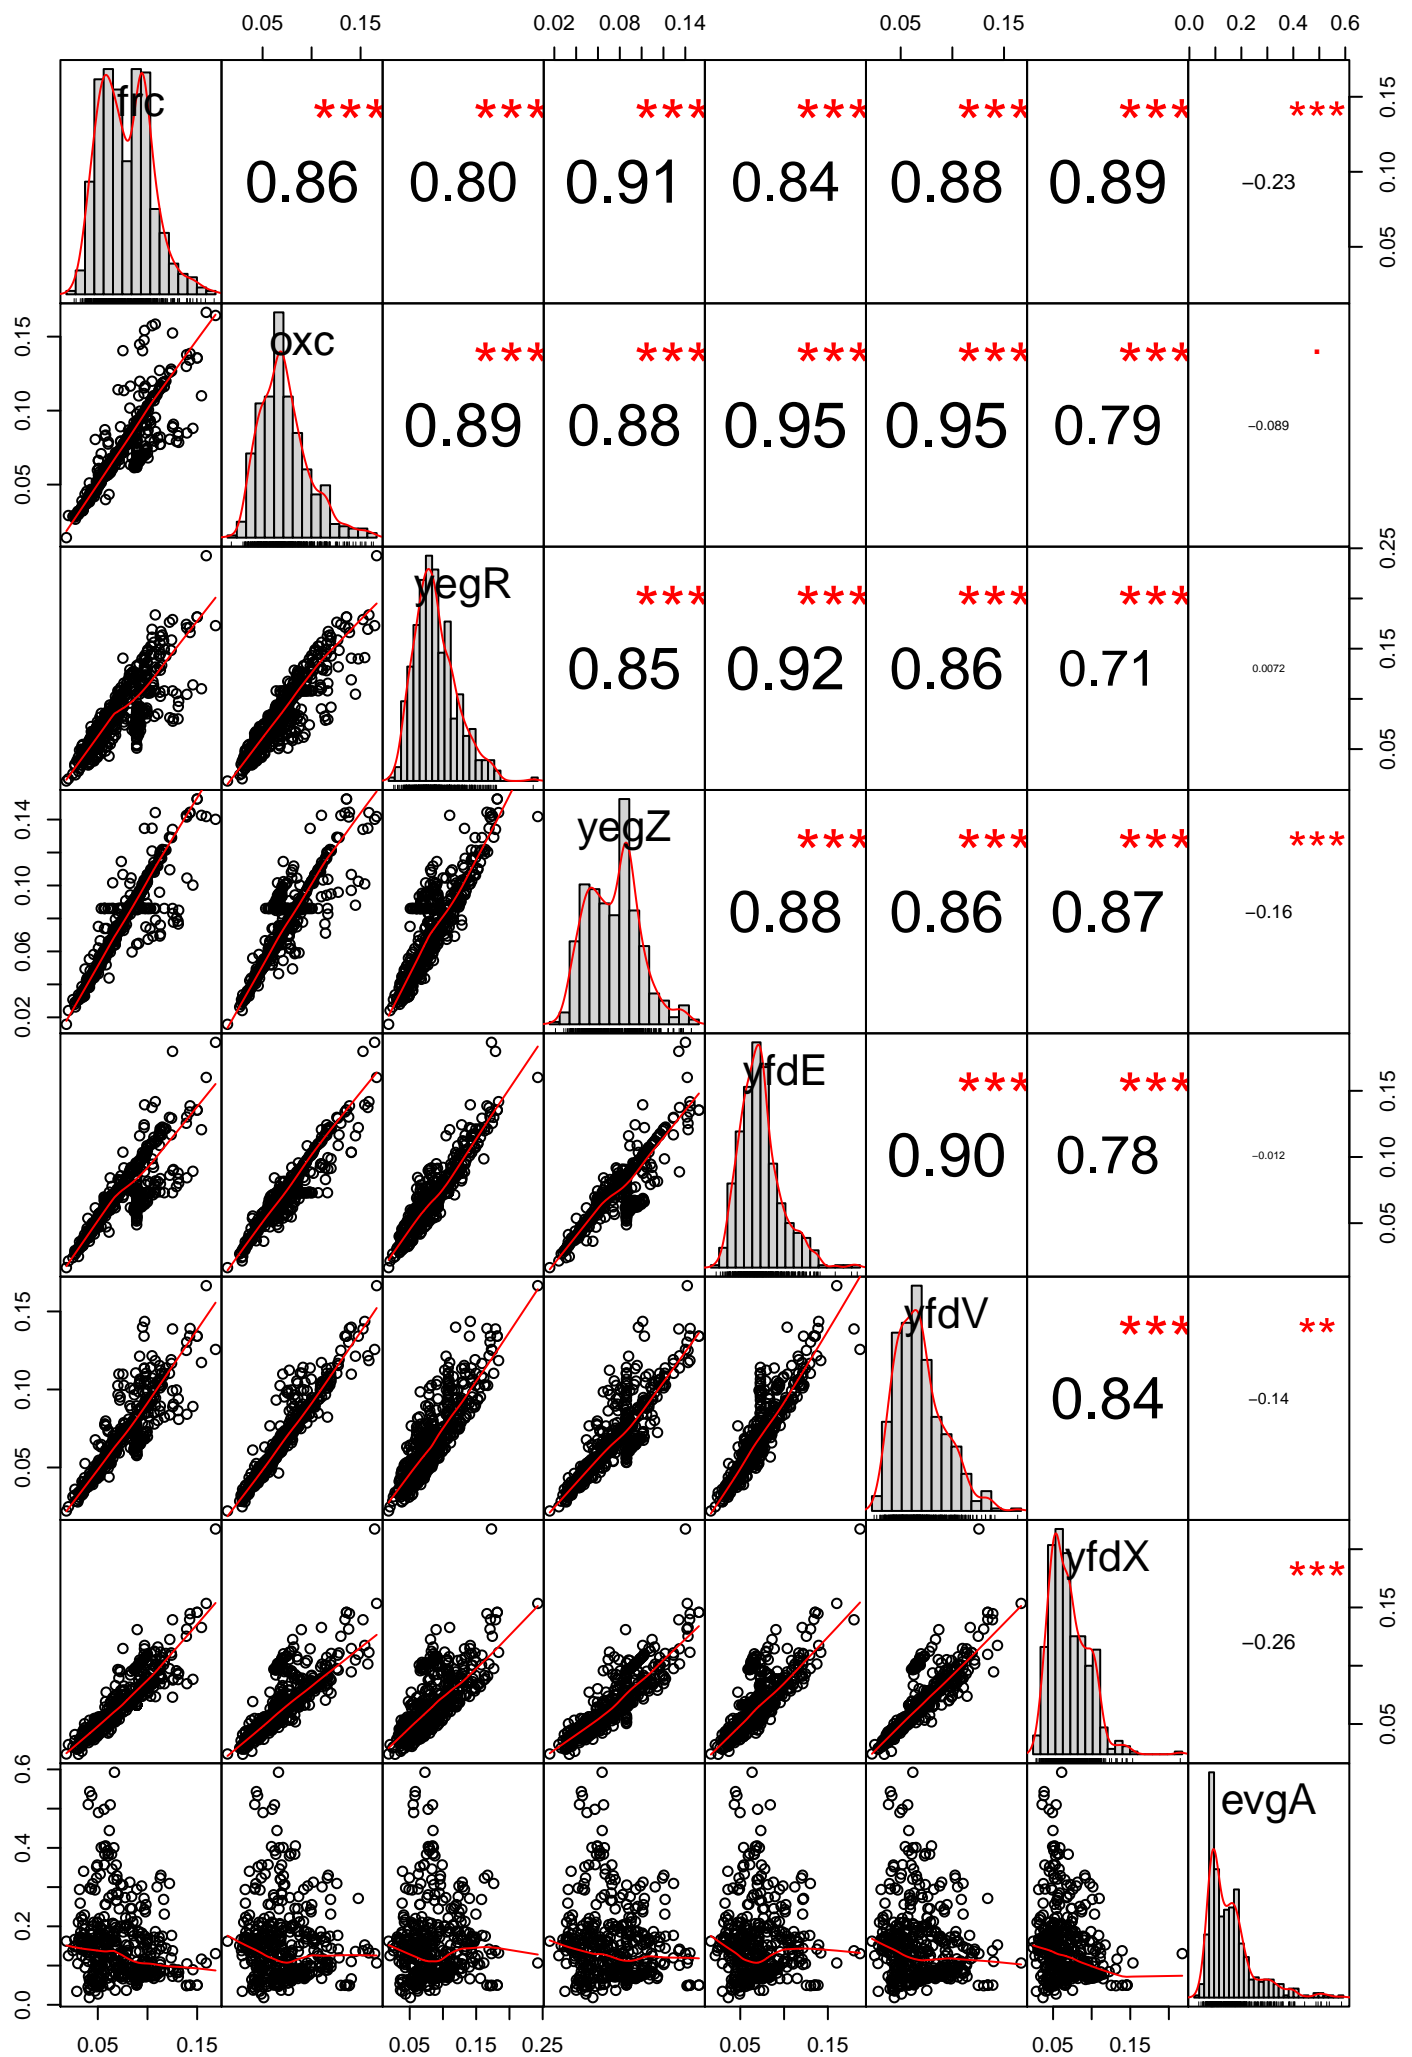 0.05 0.15 0.02 0.08 0.14 0.05 0.15 0.0 0.2 0.4 0.6
frc *** *** *** *** *** *** ***
0.86 0.80 0.91 0.84 0.88 0.89 −0.23
0.05 0.10 0.15
oxc *** *** *** *** *** .
0.89 0.88 0.95 0.95 0.79 −0.089
0.05 0.10 0.15
yegR *** *** *** ***
0.85 0.92 0.86 0.71 0.0072
0.05 0.15 0.25
yegZ *** *** *** ***
0.88 0.86 0.87 −0.16
0.02 0.06 0.10 0.14
yfdE *** ***
0.90 0.78 −0.012
0.05 0.10 0.15
yfdV *** **
0.84 −0.14
0.05 0.10 0.15
yfdX ***
−0.26
0.05 0.15
evgA
0.0 0.2 0.4 0.6
0.05 0.15 0.05 0.15 0.25 0.05 0.15 0.05 0.15